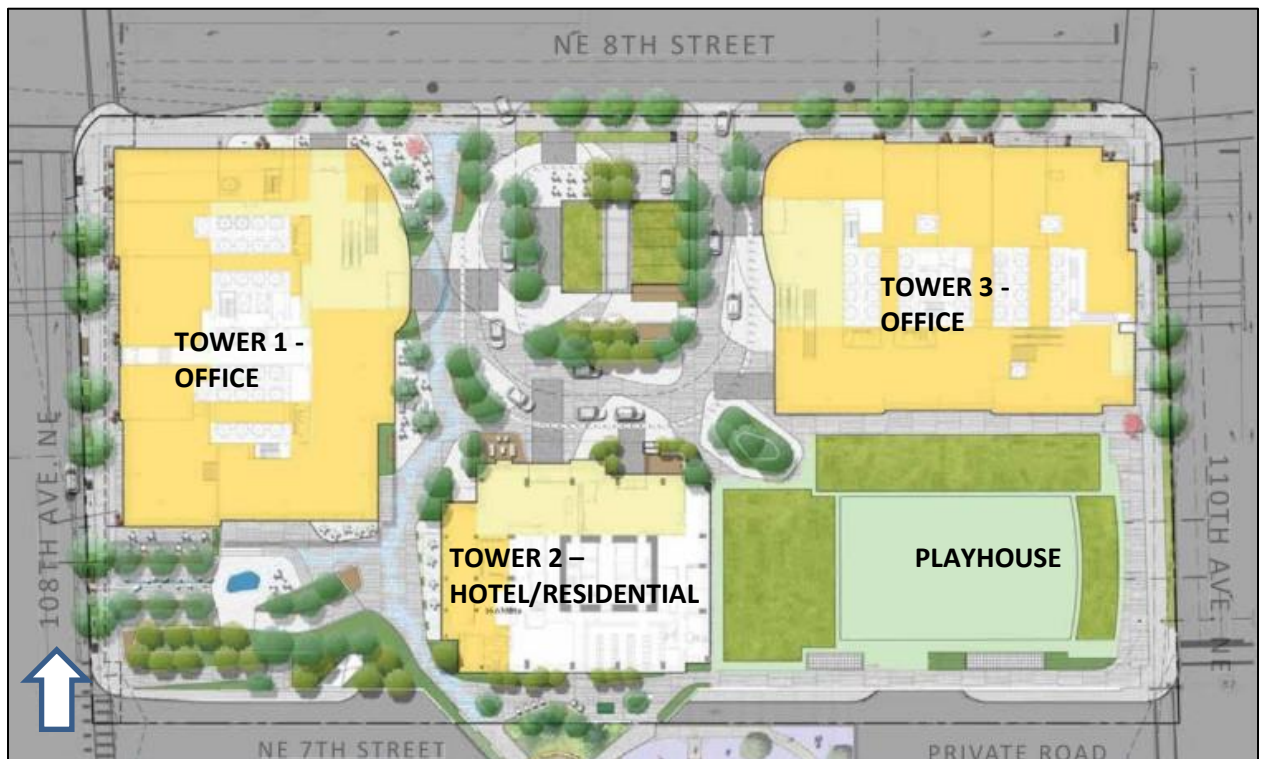 NE 8TH STREET
TOWER 1 -
OFFICE
TOWER 3 -
OFFICE
108TH AVE NE
TOWER 2 –
HOTEL/RESIDENTIAL
PLAYHOUSE
110TH AVE NE
NE 7TH STREET
PRIVATE ROAD